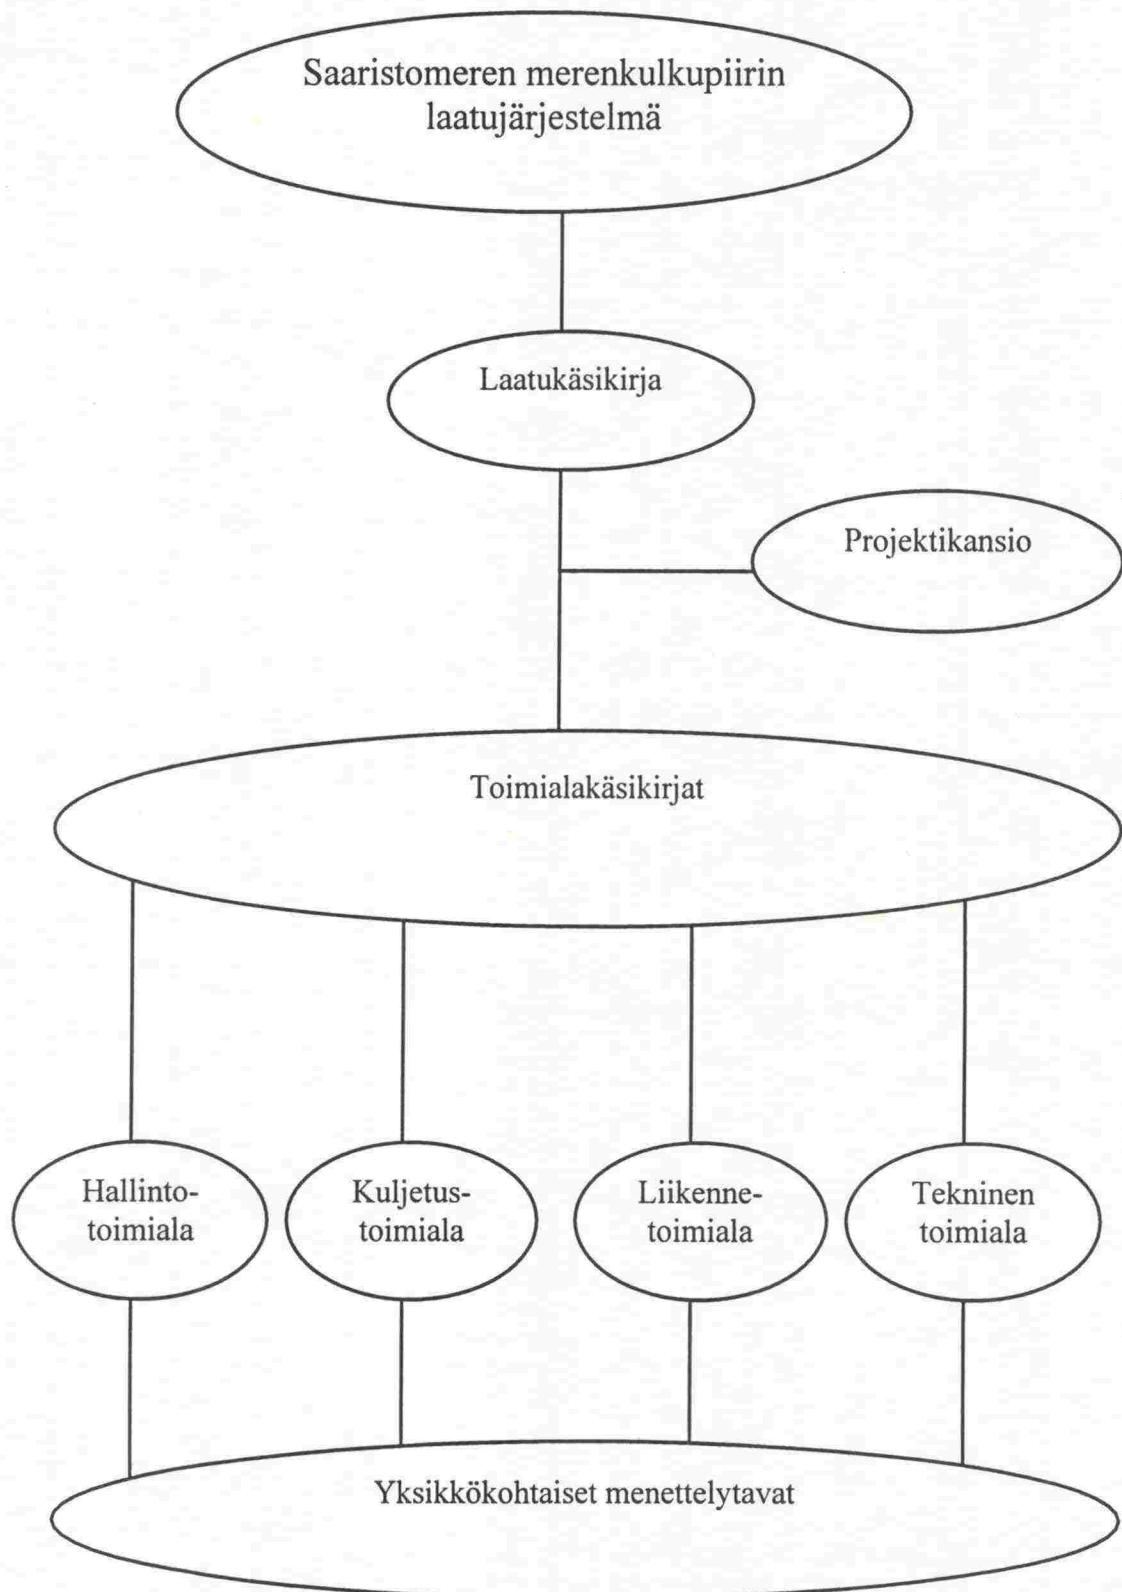 Saaristomeren merenkulkupiirin
laatujärjestelmä
Laatukäsikirja
Projektikansio
Toimialakäsikirjat
Hallinto-
toimiala
Kuljetus-
toimiala
Liikenne-
toimiala
Tekninen
toimiala
Yksikkökohtaiset menettelytavat